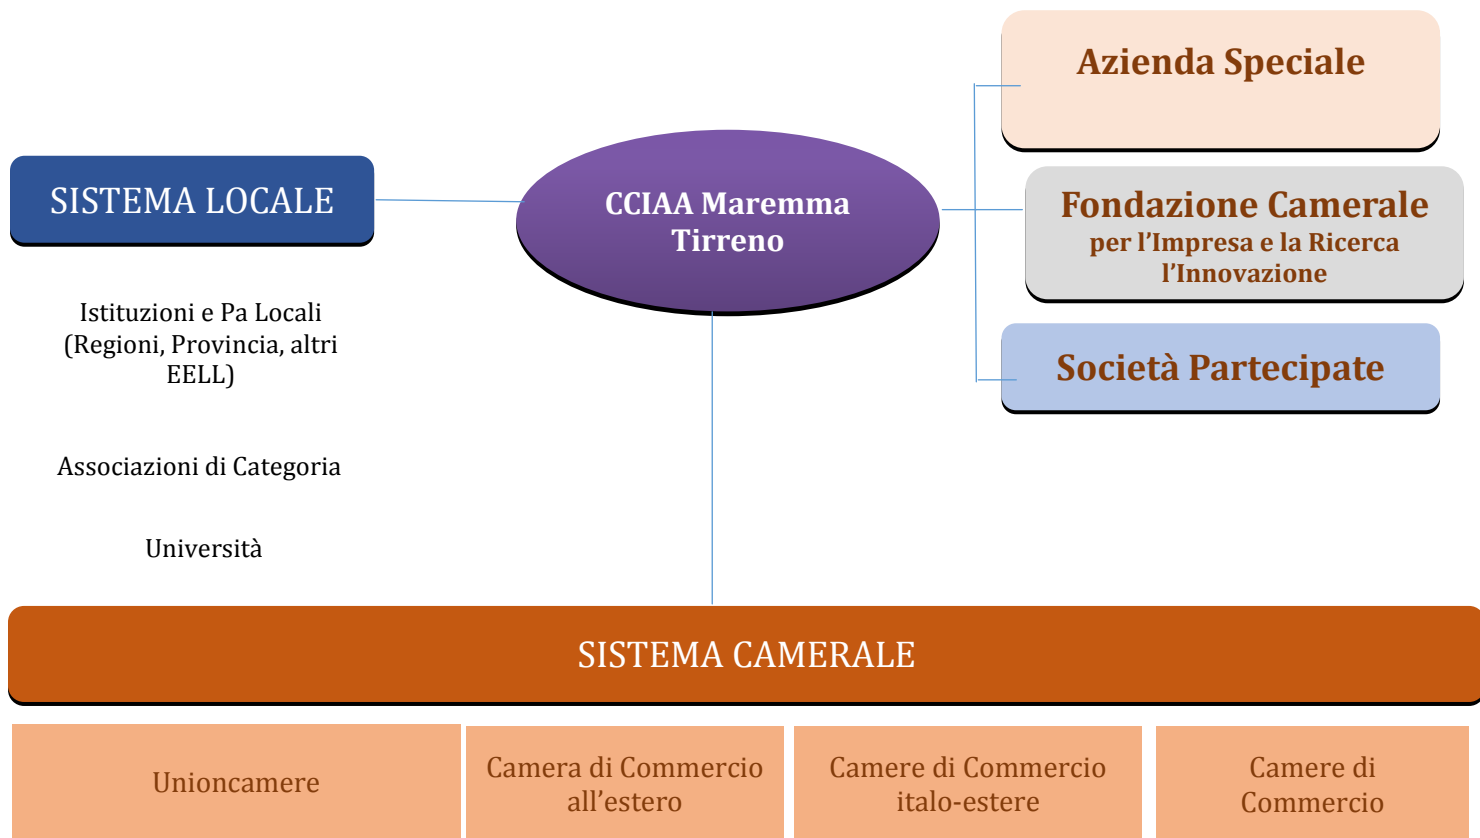 Azienda Speciale
SISTEMA LOCALE
CCIAA Maremma
Tirreno
Fondazione Camerale
per l’Impresa e la Ricerca
l’Innovazione
Istituzioni e Pa Locali
(Regioni, Provincia, altri
EELL)
Società Partecipate
Associazioni di Categoria
Università
SISTEMA CAMERALE
Unioncamere
Camera di Commercio
all’estero
Camere di Commercio
italo-estere
Camere di
Commercio